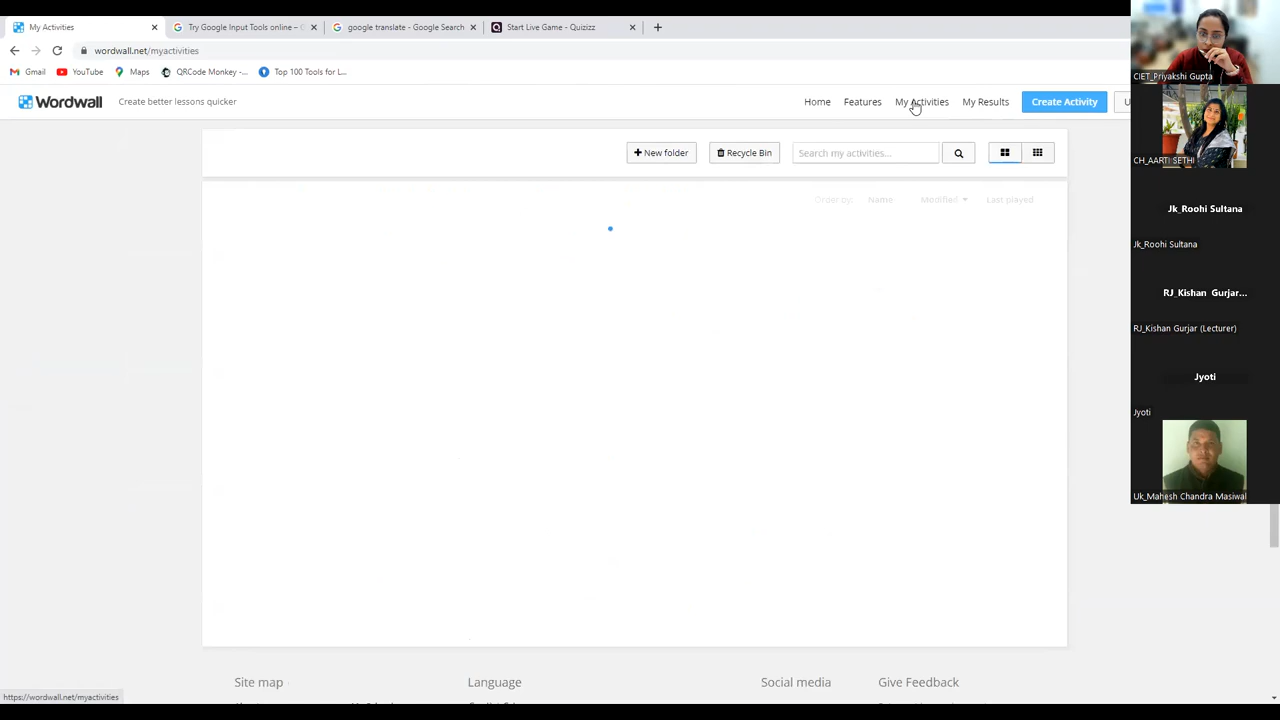 My Activities
Try Google Input Tools online – G
google translate - Google Search
Start Live Game - Quizizz
wordwall.net/myactivities
Gmail
YouTube
Maps
QRCode Monkey -...
Top 100 Tools for L...
Wordwall
Create better lessons quicker
Home
Features
My Activities
My Results
Create Activity
U
New folder
Recycle Bin
Search my activities...
Order by:
Name
Modified
Last played
Site map
Language
Social media
Give Feedback
https://wordwall.net/myactivities
CIET_Priyakshi Gupta
CH_AARTI SETHI
Jk_Roohi Sultana
Jk_Roohi Sultana
RJ_Kishan Gurjar...
RJ_Kishan Gurjar (Lecturer)
Jyoti
Jyoti
Uk_Mahesh Chandra Masiwal